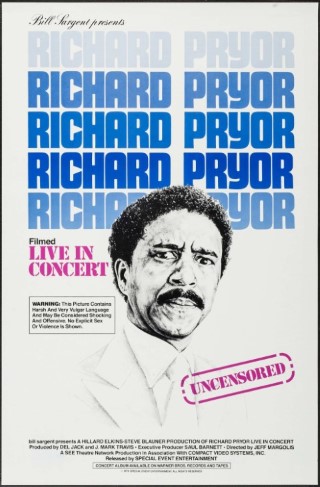 Bill Sargent presents
RICHARD PRYOR
RICHARD PRYOR
RICHARD PRYOR
RICHARD PRYOR
RICHARD PRYOR
Filmed
LIVE IN
CONCERT
WARNING: This Picture Contains
Harsh And Very Vulgar Language
And May Be Considered Shocking
And Offensive. No Explicit Sex
Or Violence Is Shown.
UNCENSORED
bill sargent presents A HILLARD ELKINS-STEVE BLAUNER PRODUCTION OF RICHARD PRYOR LIVE IN CONCERT
Produced by DEL JACK and J. MARK TRAVIS • Executive Producer SAUL BARNETT • Directed by JEFF MARGOLIS
A SEE Theatre Network Production in Association With COMPACT VIDEO SYSTEMS, INC.
Released by SPECIAL EVENT ENTERTAINMENT
CONCERT ALBUM AVAILABLE ON WARNER BROS. RECORDS AND TAPES